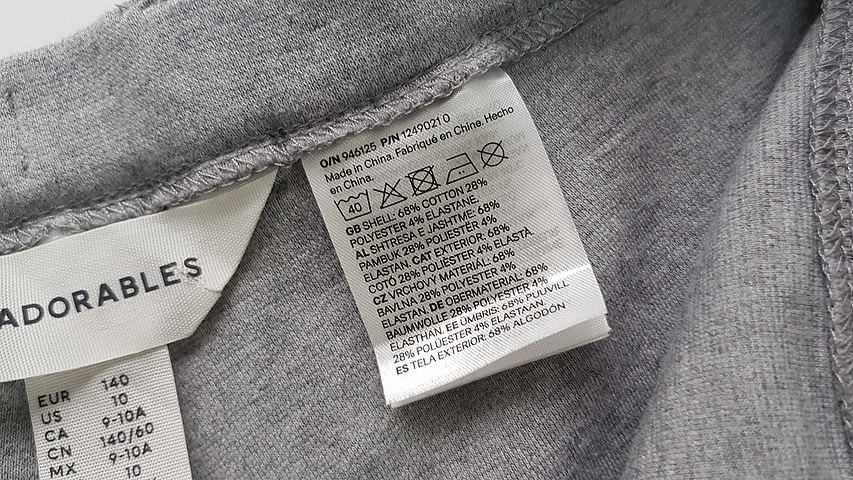 ADORABLES
EUR 140
US 10
CA 9-10A
CN 140/60
MX 9-10A
10
O/N 946125 P/N 1249021 0
Made in China. Fabriqué en Chine. Hecho
en China.
40
GB SHELL: 68% COTTON 28%
POLYESTER 4% ELASTANE.
AL SHTRESA E JASHTME: 68%
PAMBUK 28% POLIESTER 4%
ELASTAN. CAT EXTERIOR: 68%
COTÓ 28% POLIÈSTER 4% ELASTÀ.
CZ VRCHOVÝ MATERIÁL: 68%
BAVLNA 28% POLYESTER 4%
ELASTAN. DE OBERMATERIAL: 68%
BAUMWOLLE 28% POLYESTER 4%
ELASTHAN. EE ÜMBRIS: 68% PUUVILL
28% POLÜESTER 4% ELASTAAN.
ES TELA EXTERIOR: 68% ALGODÓN